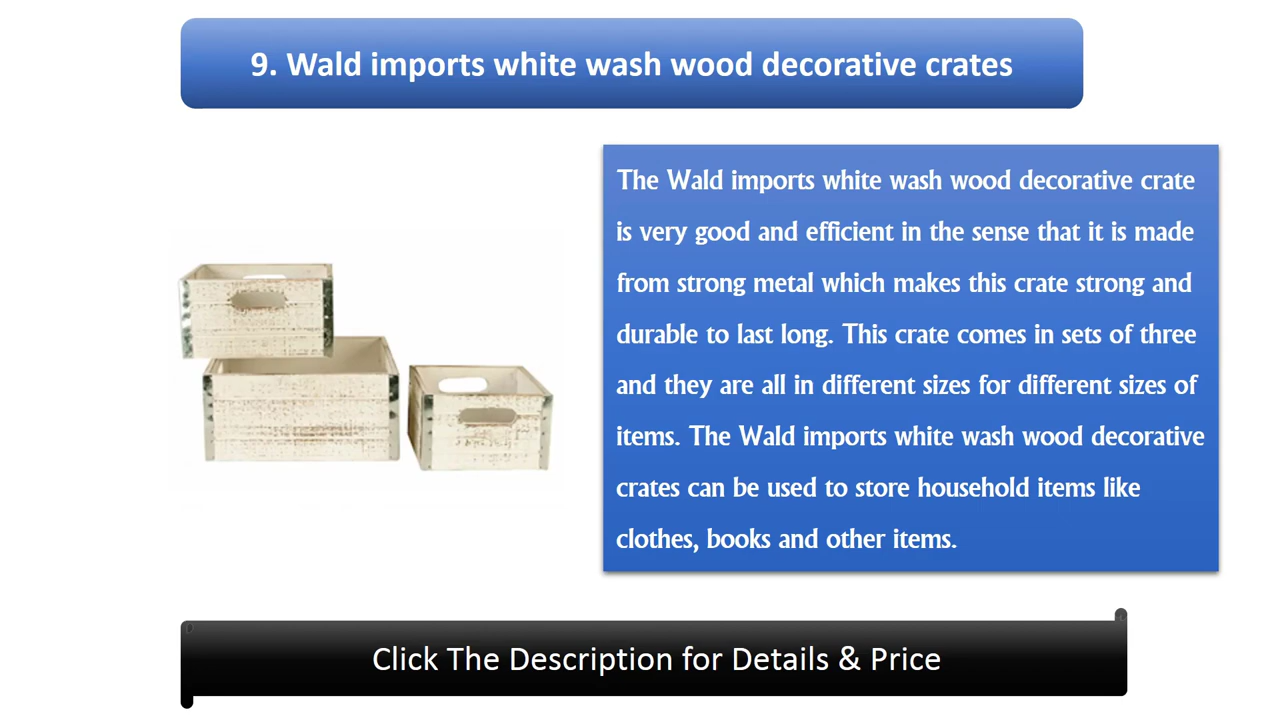 9. Wald imports white wash wood decorative crates
The Wald imports white wash wood decorative crate
is very good and efficient in the sense that it is made
from strong metal which makes this crate strong and
durable to last long. This crate comes in sets of three
and they are all in different sizes for different sizes of
items. The Wald imports white wash wood decorative
crates can be used to store household items like
clothes, books and other items.
Click The Description for Details & Price